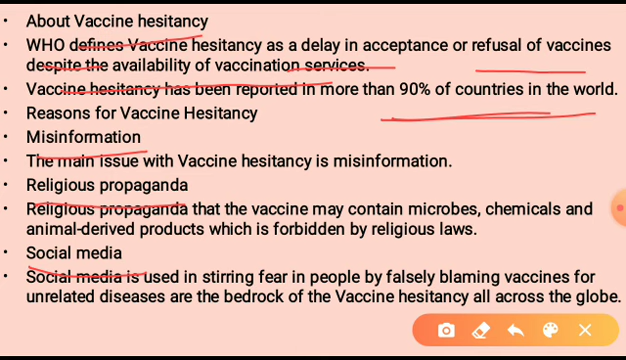 • About Vaccine hesitancy
• WHO defines Vaccine hesitancy as a delay in acceptance or refusal of vaccines
despite the availability of vaccination services.
• Vaccine hesitancy has been reported in more than 90% of countries in the world.
• Reasons for Vaccine Hesitancy
• Misinformation
• The main issue with Vaccine hesitancy is misinformation.
• Religious propaganda
• Religious propaganda that the vaccine may contain microbes, chemicals and
animal-derived products which is forbidden by religious laws.
• Social media
• Social media is used in stirring fear in people by falsely blaming vaccines for
unrelated diseases are the bedrock of the Vaccine hesitancy all across the globe.